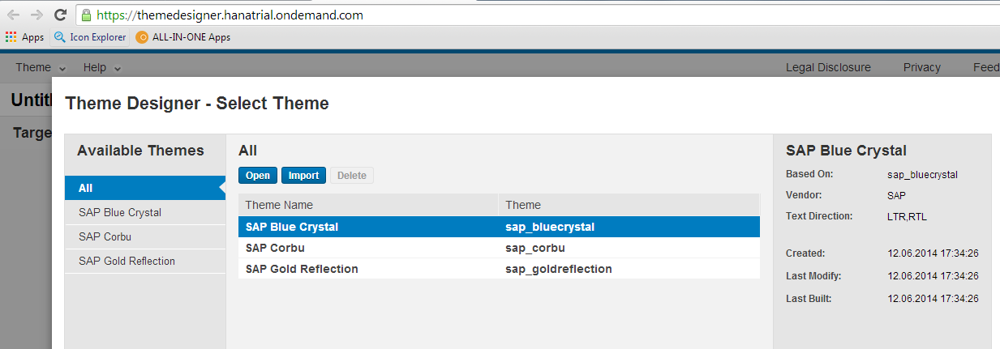 https://themedesigner.hanatrial.ondemand.com
Apps Icon Explorer ALL-IN-ONE Apps
Theme Help Legal Disclosure Privacy Feed
Untitl
Targe
Theme Designer - Select Theme
Available Themes
All
SAP Blue Crystal
SAP Corbu
SAP Gold Reflection
All
Open Import Delete
Theme Name Theme
SAP Blue Crystal sap_bluecrystal
SAP Corbu sap_corbu
SAP Gold Reflection sap_goldreflection
SAP Blue Crystal
Based On: sap_bluecrystal
Vendor: SAP
Text Direction: LTR,RTL
Created: 12.06.2014 17:34:26
Last Modify: 12.06.2014 17:34:26
Last Built: 12.06.2014 17:34:26